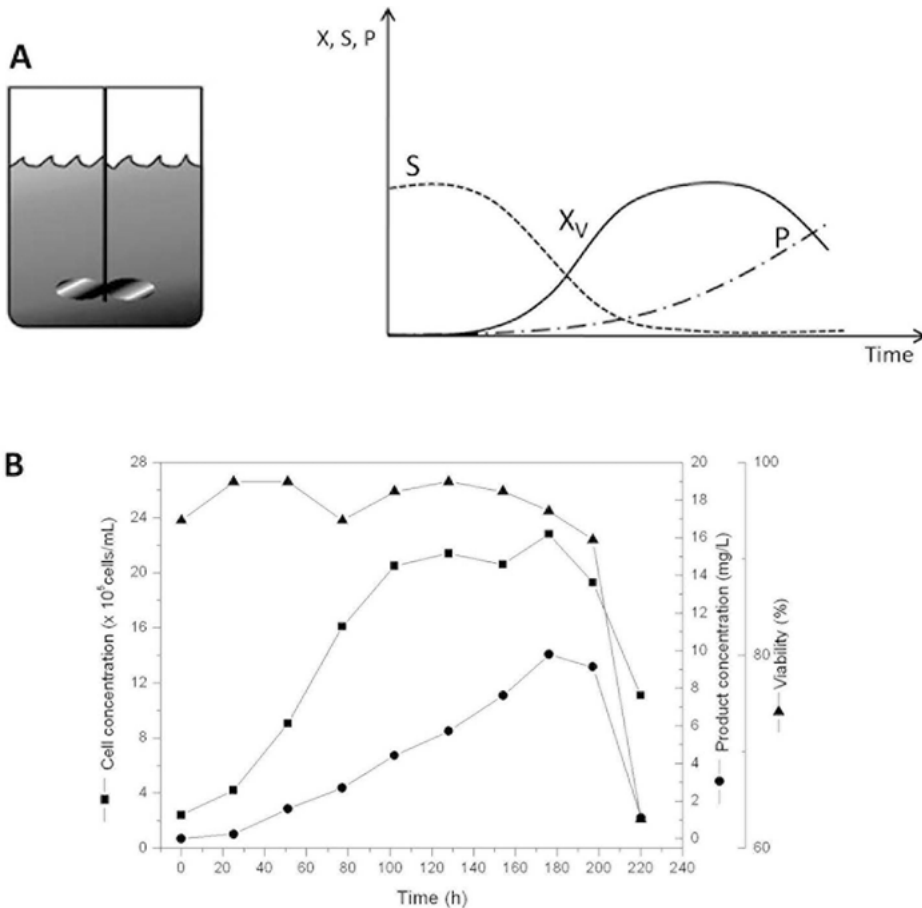 A
X, S, P
S
X_V
P
Time
B
28
24
20
16
12
8
4
0
Cell concentration (x 10⁵cells/mL)
20
18
16
14
12
10
8
6
4
2
0
Product concentration (mg/L)
100
80
60
Viability (%)
0 20 40 60 80 100 120 140 160 180 200 220 240
Time (h)